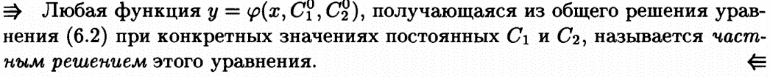 ⇛ Любая функция y = φ(x, C₁⁰, C₂⁰), получающаяся из общего решения урав-
нения (6.2) при конкретных значениях постоянных C₁ и C₂, называется част-
ным решением этого уравнения. ⇚